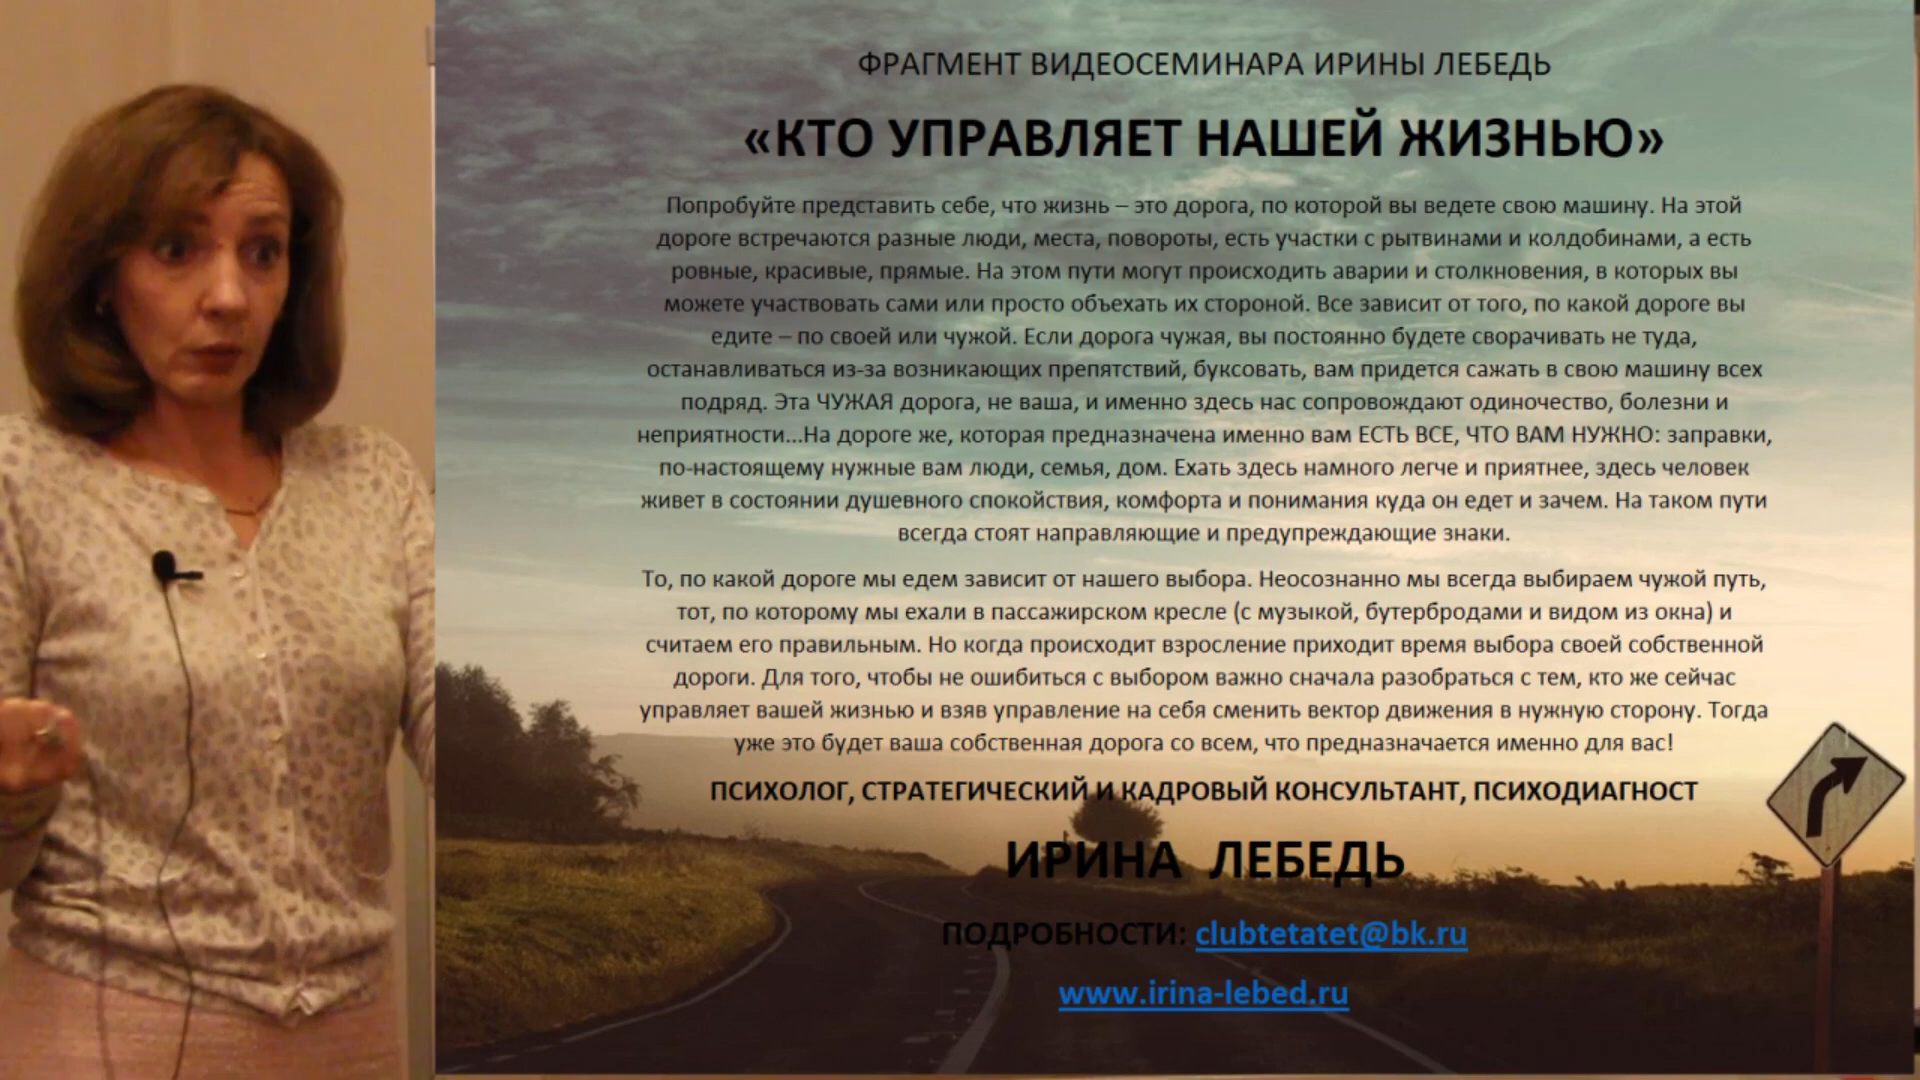 ФРАГМЕНТ ВИДЕОСЕМИНАРА ИРИНЫ ЛЕБЕДЬ
«КТО УПРАВЛЯЕТ НАШЕЙ ЖИЗНЬЮ»
Попробуйте представить себе, что жизнь – это дорога, по которой вы ведете свою машину. На этой
дороге встречаются разные люди, места, повороты, есть участки с рытвинами и колдобинами, а есть
ровные, красивые, прямые. На этом пути могут происходить аварии и столкновения, в которых вы
можете участвовать сами или просто объехать их стороной. Все зависит от того, по какой дороге вы
едите – по своей или чужой. Если дорога чужая, вы постоянно будете сворачивать не туда,
останавливаться из-за возникающих препятствий, буксовать, вам придется сажать в свою машину всех
подряд. Эта ЧУЖАЯ дорога, не ваша, и именно здесь нас сопровождают одиночество, болезни и
неприятности...На дороге же, которая предназначена именно вам ЕСТЬ ВСЕ, ЧТО ВАМ НУЖНО: заправки,
по-настоящему нужные вам люди, семья, дом. Ехать здесь намного легче и приятнее, здесь человек
живет в состоянии душевного спокойствия, комфорта и понимания куда он едет и зачем. На таком пути
всегда стоят направляющие и предупреждающие знаки.
То, по какой дороге мы едем зависит от нашего выбора. Неосознанно мы всегда выбираем чужой путь,
тот, по которому мы ехали в пассажирском кресле (с музыкой, бутербродами и видом из окна) и
считаем его правильным. Но когда происходит взросление приходит время выбора своей собственной
дороги. Для того, чтобы не ошибиться с выбором важно сначала разобраться с тем, кто же сейчас
управляет вашей жизнью и взяв управление на себя сменить вектор движения в нужную сторону. Тогда
уже это будет ваша собственная дорога со всем, что предназначается именно для вас!
ПСИХОЛОГ, СТРАТЕГИЧЕСКИЙ И КАДРОВЫЙ КОНСУЛЬТАНТ, ПСИХОДИАГНОСТ
ИРИНА ЛЕБЕДЬ
ПОДРОБНОСТИ: clubtetatet@bk.ru
www.irina-lebed.ru